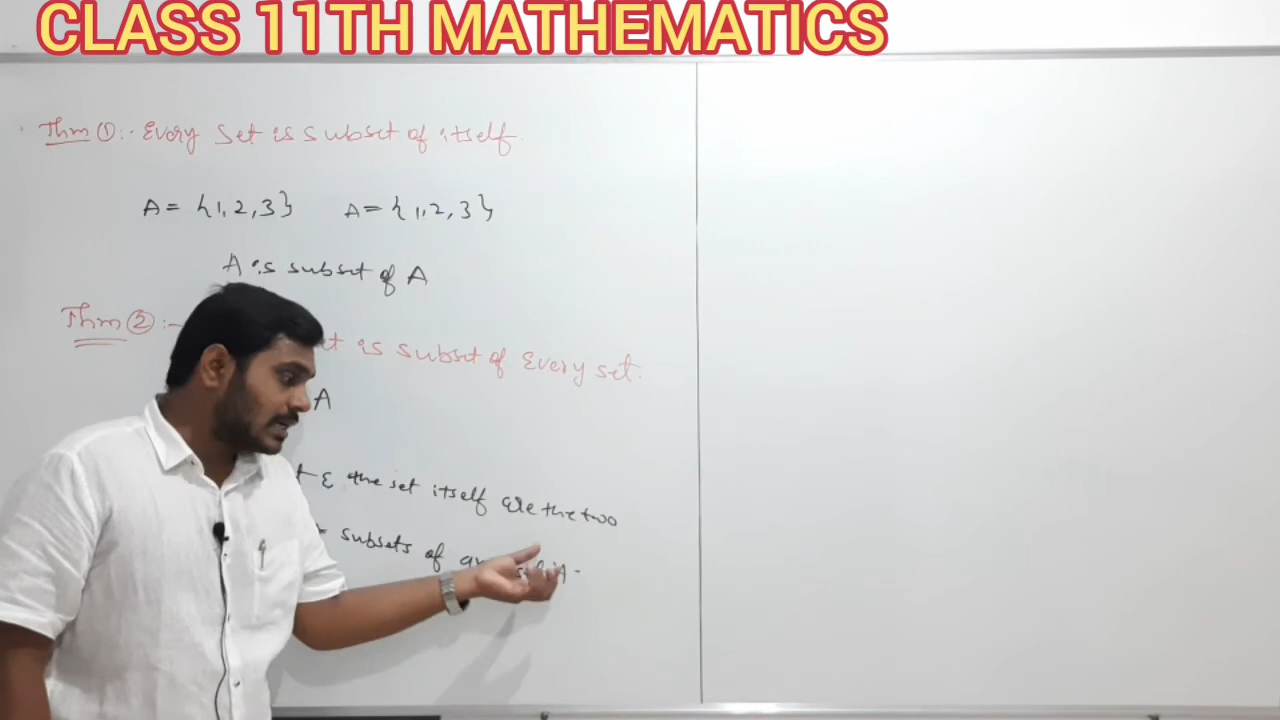 CLASS 11TH MATHEMATICS
Thm ① :- Every set is subset of itself.
A = {1, 2, 3} A = {1, 2, 3}
A is subset of A
Thm ② :- is subset of Every set.
A
& the set itself are the two
subsets of